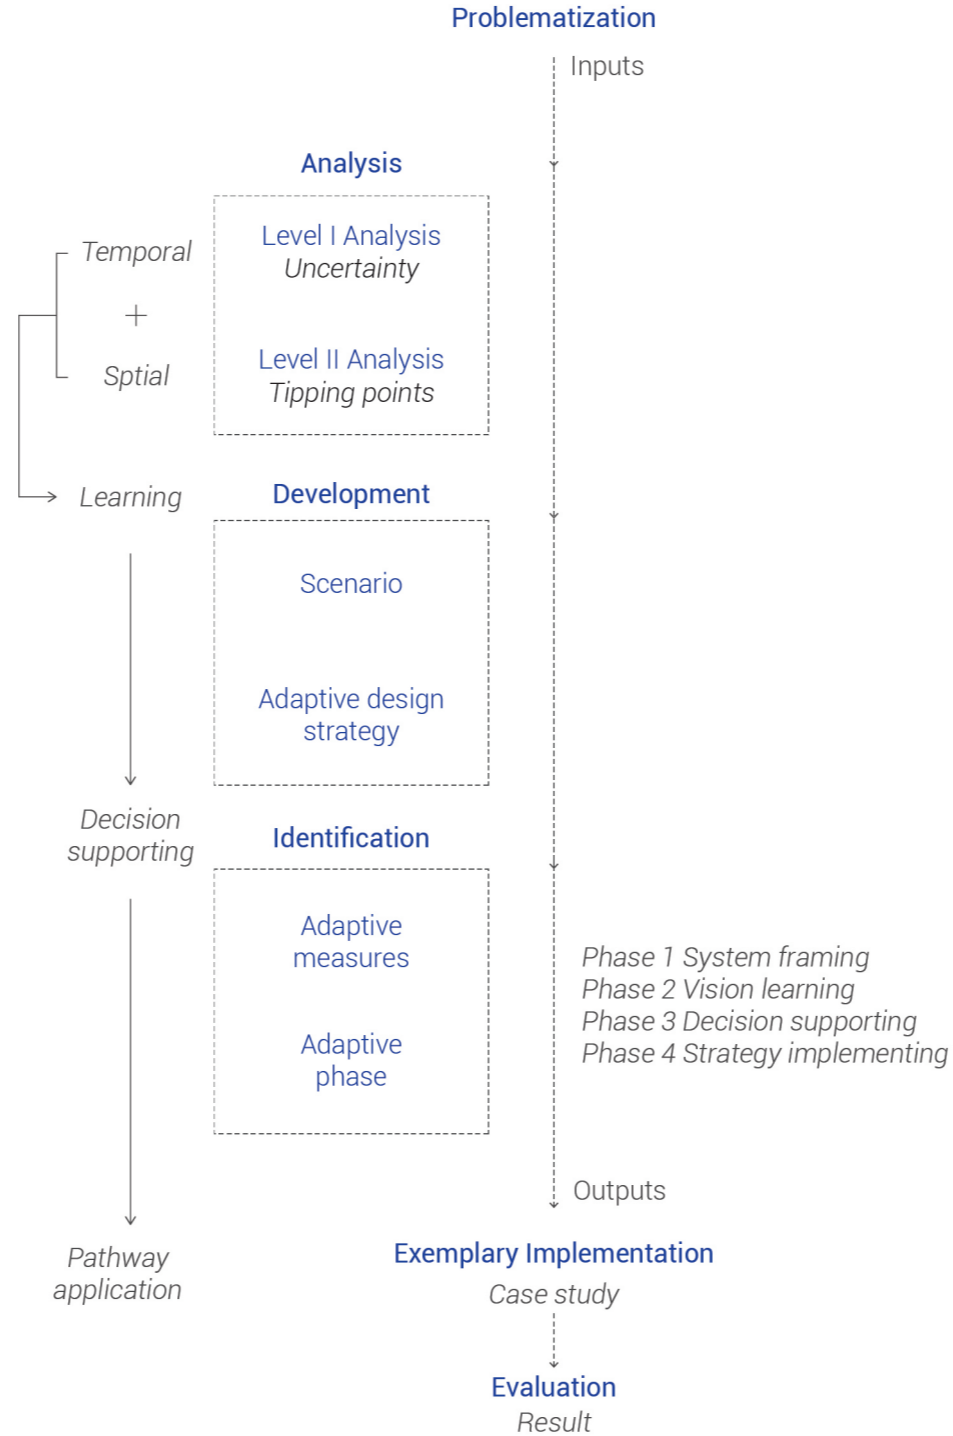 Problematization
Inputs
Analysis
Temporal
+
Sptial
Level I Analysis
Uncertainty
Level II Analysis
Tipping points
Learning
Development
Scenario
Adaptive design
strategy
Decision
supporting
Identification
Adaptive
measures
Adaptive
phase
Phase 1 System framing
Phase 2 Vision learning
Phase 3 Decision supporting
Phase 4 Strategy implementing
Outputs
Pathway
application
Exemplary Implementation
Case study
Evaluation
Result